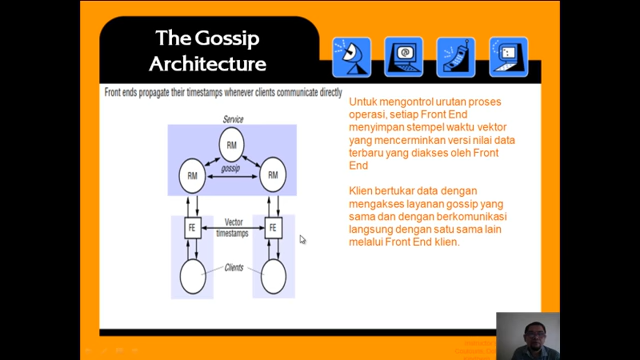 The Gossip
Architecture
Front ends propagate their timestamps whenever clients communicate directly
Service
RM
gossip
RM
RM
FE
Vector
timestamps
FE
Clients
Untuk mengontrol urutan proses
operasi, setiap Front End
menyimpan stempel waktu vektor
yang mencerminkan versi nilai data
terbaru yang diakses oleh Front
End
Klien bertukar data dengan
mengakses layanan gossip yang
sama dan dengan berkomunikasi
langsung dengan satu sama lain
melalui Front End klien.